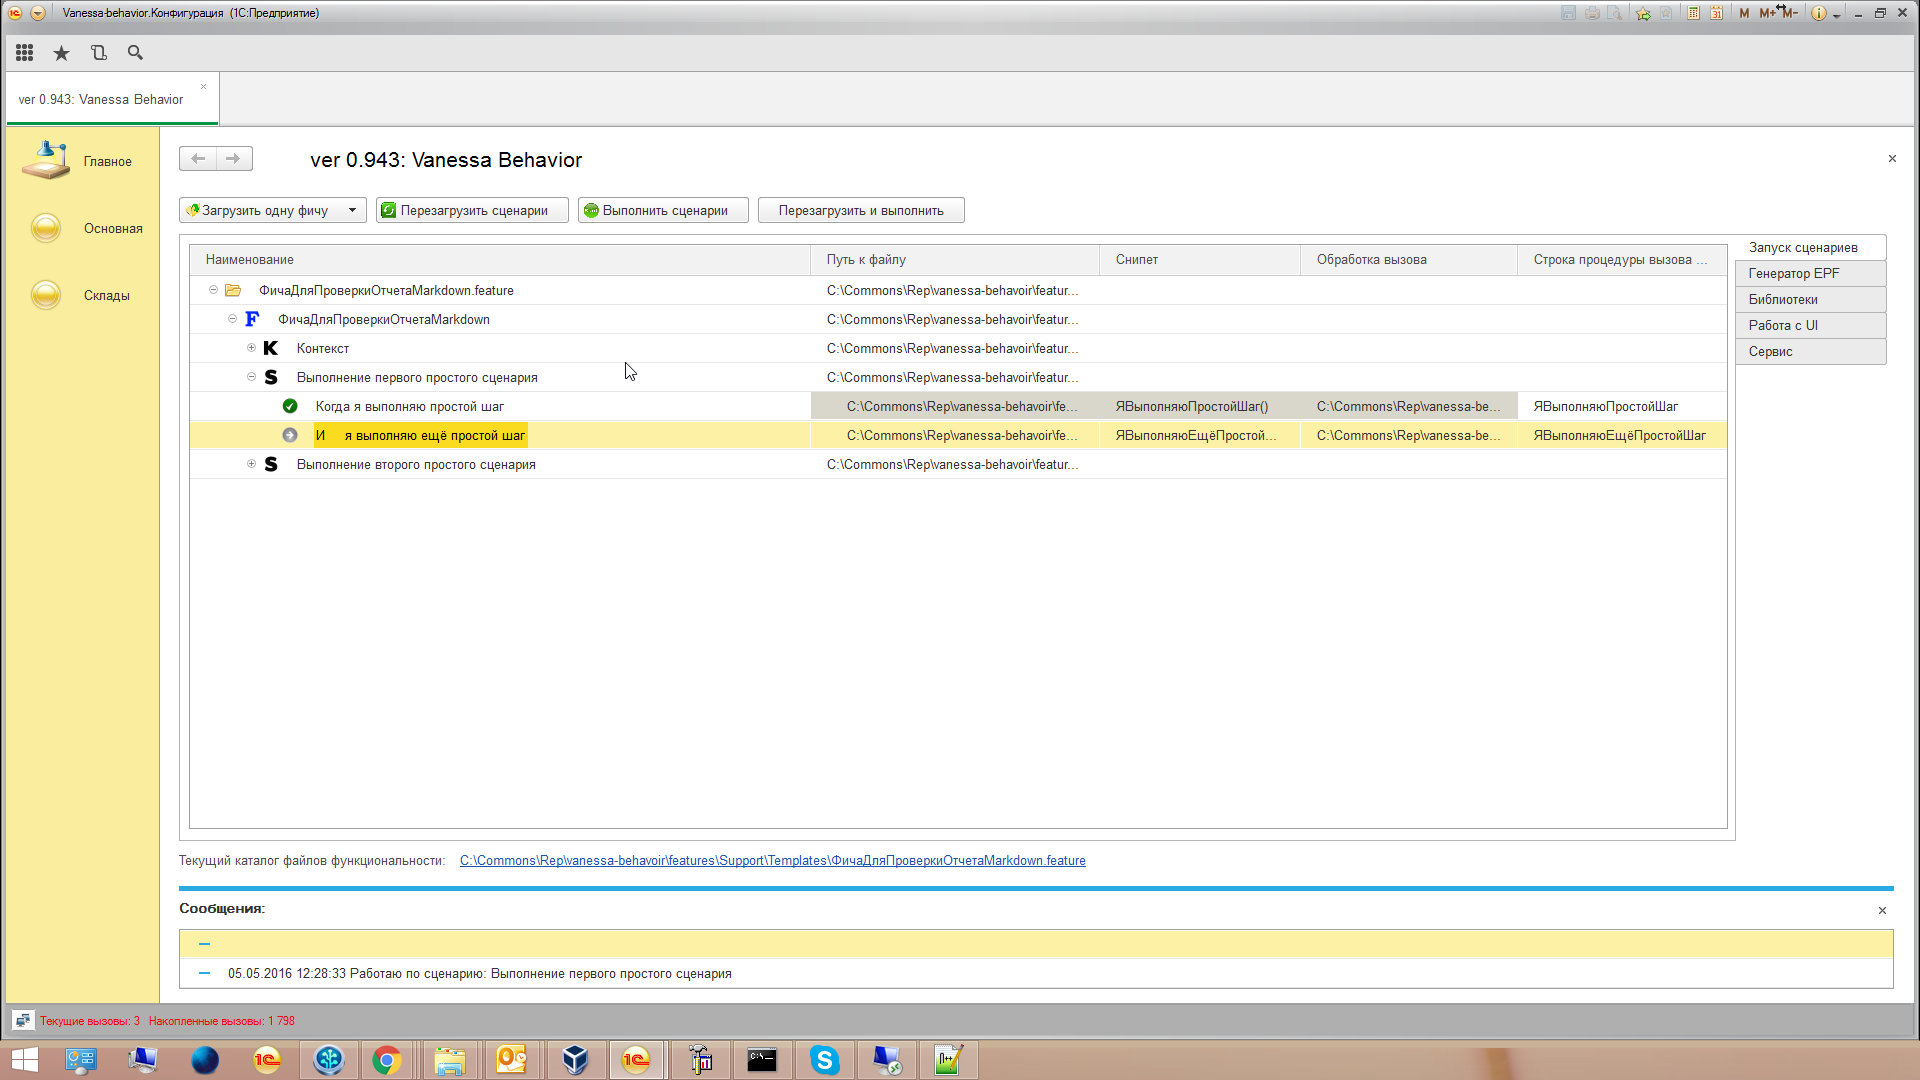 Vanessa-behavior.Конфигурация (1С:Предприятие)
M M+ M-
ver 0.943: Vanessa Behavior
Главное
Основная
Склады
ver 0.943: Vanessa Behavior
Загрузить одну фичу
Перезагрузить сценарии
Выполнить сценарии
Перезагрузить и выполнить
Наименование Путь к файлу Снипет Обработка вызова Строка процедуры вызова ...
ФичаДляПроверкиОтчетаMarkdown.feature C:\Commons\Rep\vanessa-behavoir\featur...
F ФичаДляПроверкиОтчетаMarkdown C:\Commons\Rep\vanessa-behavoir\featur...
K Контекст C:\Commons\Rep\vanessa-behavoir\featur...
S Выполнение первого простого сценария C:\Commons\Rep\vanessa-behavoir\featur...
Когда я выполняю простой шаг C:\Commons\Rep\vanessa-behavoir\fe... ЯВыполняюПростойШаг() C:\Commons\Rep\vanessa-be... ЯВыполняюПростойШаг
И я выполняю ещё простой шаг C:\Commons\Rep\vanessa-behavoir\fe... ЯВыполняюЕщёПростой... C:\Commons\Rep\vanessa-be... ЯВыполняюЕщёПростойШаг
S Выполнение второго простого сценария C:\Commons\Rep\vanessa-behavoir\featur...
Запуск сценариев
Генератор EPF
Библиотеки
Работа с UI
Сервис
Текущий каталог файлов функциональности: C:\Commons\Rep\vanessa-behavoir\features\Support\Templates\ФичаДляПроверкиОтчетаMarkdown.feature
Сообщения:
05.05.2016 12:28:33 Работаю по сценарию: Выполнение первого простого сценария
Текущие вызовы: 3 Накопленные вызовы: 1 798